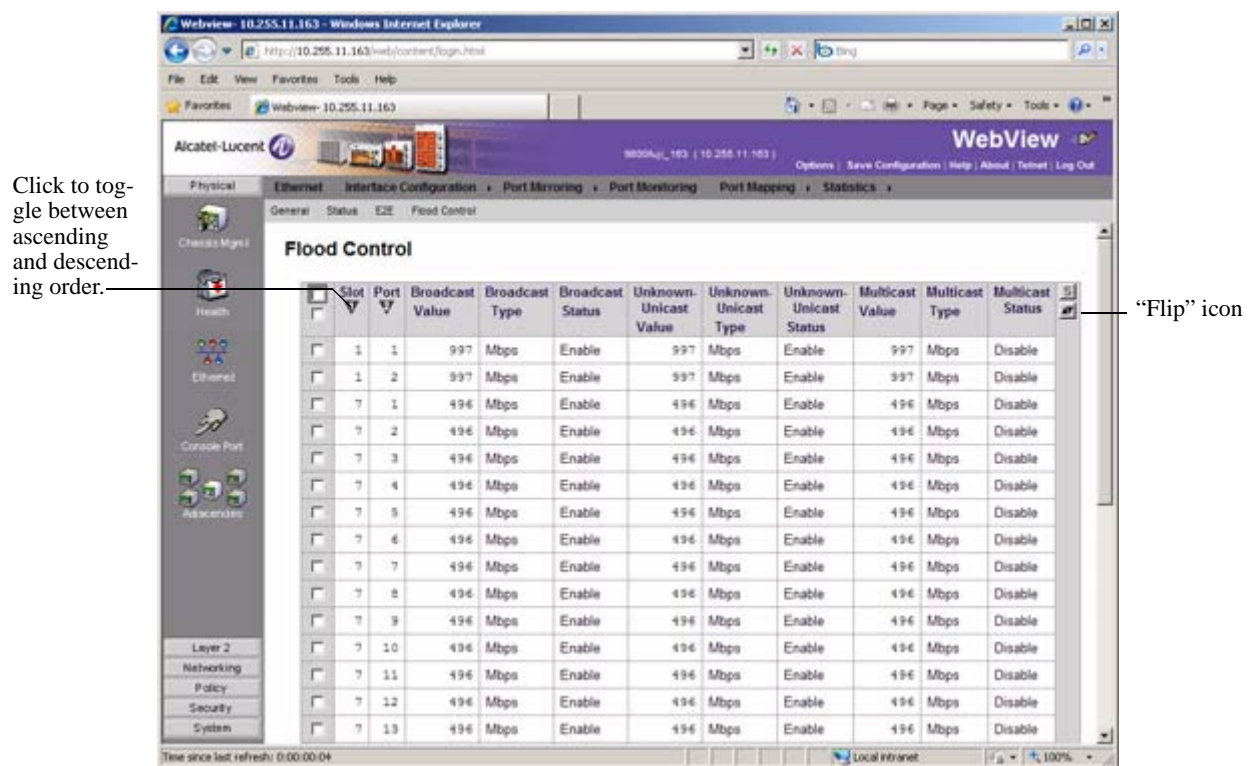 Webview- 10.255.11.163 - Windows Internet Explorer
http://10.255.11.163/web/content/login.html
Bing
File Edit View Favorites Tools Help
Favorites Webview- 10.255.11.163 Page Safety Tools
Alcatel-Lucent WebView
Options | Save Configuration | Help | About | Telnet | Log Out
Physical Ethernet Interface Configuration Port Mirroring Port Monitoring Port Mapping Statistics
General Status E2E Flood Control
Chassis Mgmt
Health
Ethernet
Console Port
Adjacencies
Layer 2
Networking
Policy
Security
System
Click to tog-
gle between
ascending
and descend-
ing order.
"Flip" icon
Flood Control
Slot Port Broadcast Value Broadcast Type Broadcast Status Unknown-Unicast Value Unknown-Unicast Type Unknown-Unicast Status Multicast Value Multicast Type Multicast Status S
1 1 997 Mbps Enable 997 Mbps Enable 997 Mbps Disable
1 2 997 Mbps Enable 997 Mbps Enable 997 Mbps Disable
7 1 496 Mbps Enable 496 Mbps Enable 496 Mbps Disable
7 2 496 Mbps Enable 496 Mbps Enable 496 Mbps Disable
7 3 496 Mbps Enable 496 Mbps Enable 496 Mbps Disable
7 4 496 Mbps Enable 496 Mbps Enable 496 Mbps Disable
7 5 496 Mbps Enable 496 Mbps Enable 496 Mbps Disable
7 6 496 Mbps Enable 496 Mbps Enable 496 Mbps Disable
7 7 496 Mbps Enable 496 Mbps Enable 496 Mbps Disable
7 8 496 Mbps Enable 496 Mbps Enable 496 Mbps Disable
7 9 496 Mbps Enable 496 Mbps Enable 496 Mbps Disable
7 10 496 Mbps Enable 496 Mbps Enable 496 Mbps Disable
7 11 496 Mbps Enable 496 Mbps Enable 496 Mbps Disable
7 12 496 Mbps Enable 496 Mbps Enable 496 Mbps Disable
7 13 496 Mbps Enable 496 Mbps Enable 496 Mbps Disable
Time since last refresh: 0:00:00:04 Local intranet 100%